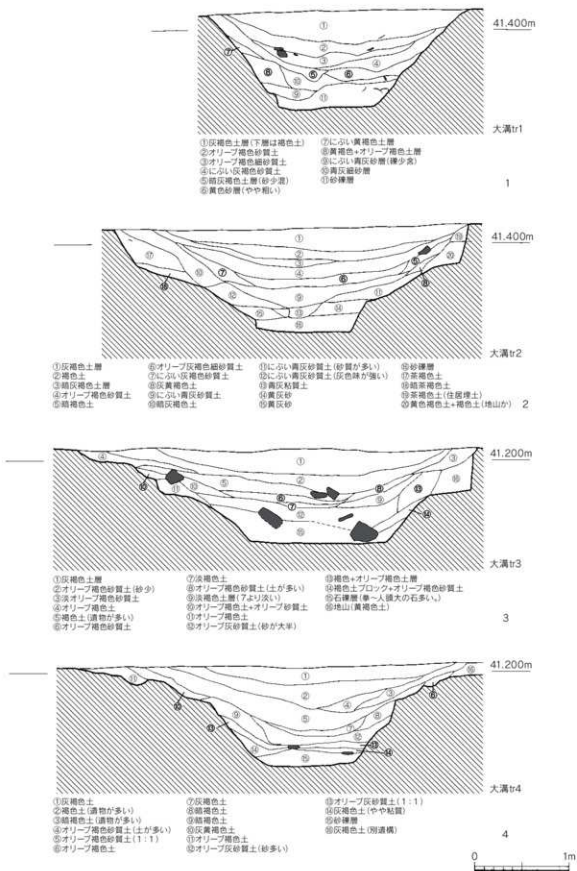 41.400m
大溝tr1
①灰褐色土層(下層は褐色土)
②オリーブ褐色砂質土
③オリーブ褐色細砂質土
④にぶい灰褐色砂質土
⑤暗灰褐色土層(砂少混)
⑥黄色砂層(やや粗い)
⑦にぶい黄褐色土層
⑧黄褐色+オリーブ褐色土層
⑨にぶい青灰砂層(礫少含)
⑩青灰細砂層
⑪砂礫層
1
41.400m
大溝tr2
①灰褐色土層
②褐色土
③暗灰褐色土層
④オリーブ褐色砂質土
⑤暗褐色土
⑥オリーブ灰褐色細砂質土
⑦にぶい灰褐色砂質土
⑧灰黄褐色土
⑨にぶい青灰砂質土
⑩暗灰褐色土
⑪にぶい青灰砂質土(砂質が多い)
⑫にぶい青灰砂質土(灰色味が強い)
⑬青灰粘質土
⑭黄灰砂
⑮黄灰砂
⑯砂礫層
⑰茶褐色土
⑱暗茶褐色土
⑲茶褐色土(住居埋土)
⑳黄色褐色土+褐色土(地山か)
2
41.200m
大溝tr3
①灰褐色土層
②オリーブ褐色砂質土(砂少)
③淡オリーブ褐色砂質土
④オリーブ褐色土
⑤褐色土(遺物が多い)
⑥オリーブ褐色砂質土
⑦淡褐色土
⑧オリーブ褐色砂質土(土が多い)
⑨淡褐色土層(7より淡い)
⑩オリーブ褐色土+オリーブ砂質土
⑪オリーブ褐色土
⑫オリーブ灰砂質土(砂が大半)
⑬褐色+オリーブ褐色土層
⑭褐色土ブロック+オリーブ褐色砂質土
⑮石礫層(拳~人頭大の石多い。)
⑯地山(黄褐色土)
3
41.200m
大溝tr4
①灰褐色土
②褐色土(遺物が多い)
③暗褐色土(遺物が多い)
④オリーブ褐色砂質土(土が多い)
⑤オリーブ褐色砂質土(1:1)
⑥オリーブ褐色土
⑦灰褐色土
⑧暗褐色土
⑨暗褐色土
⑩灰黄褐色土
⑪オリーブ褐色土
⑫オリーブ灰砂質土(砂多い)
⑬オリーブ灰砂質土(1:1)
⑭灰褐色土(やや粘質)
⑮砂礫層
⑯灰褐色土(別遺構)
4
0 1m